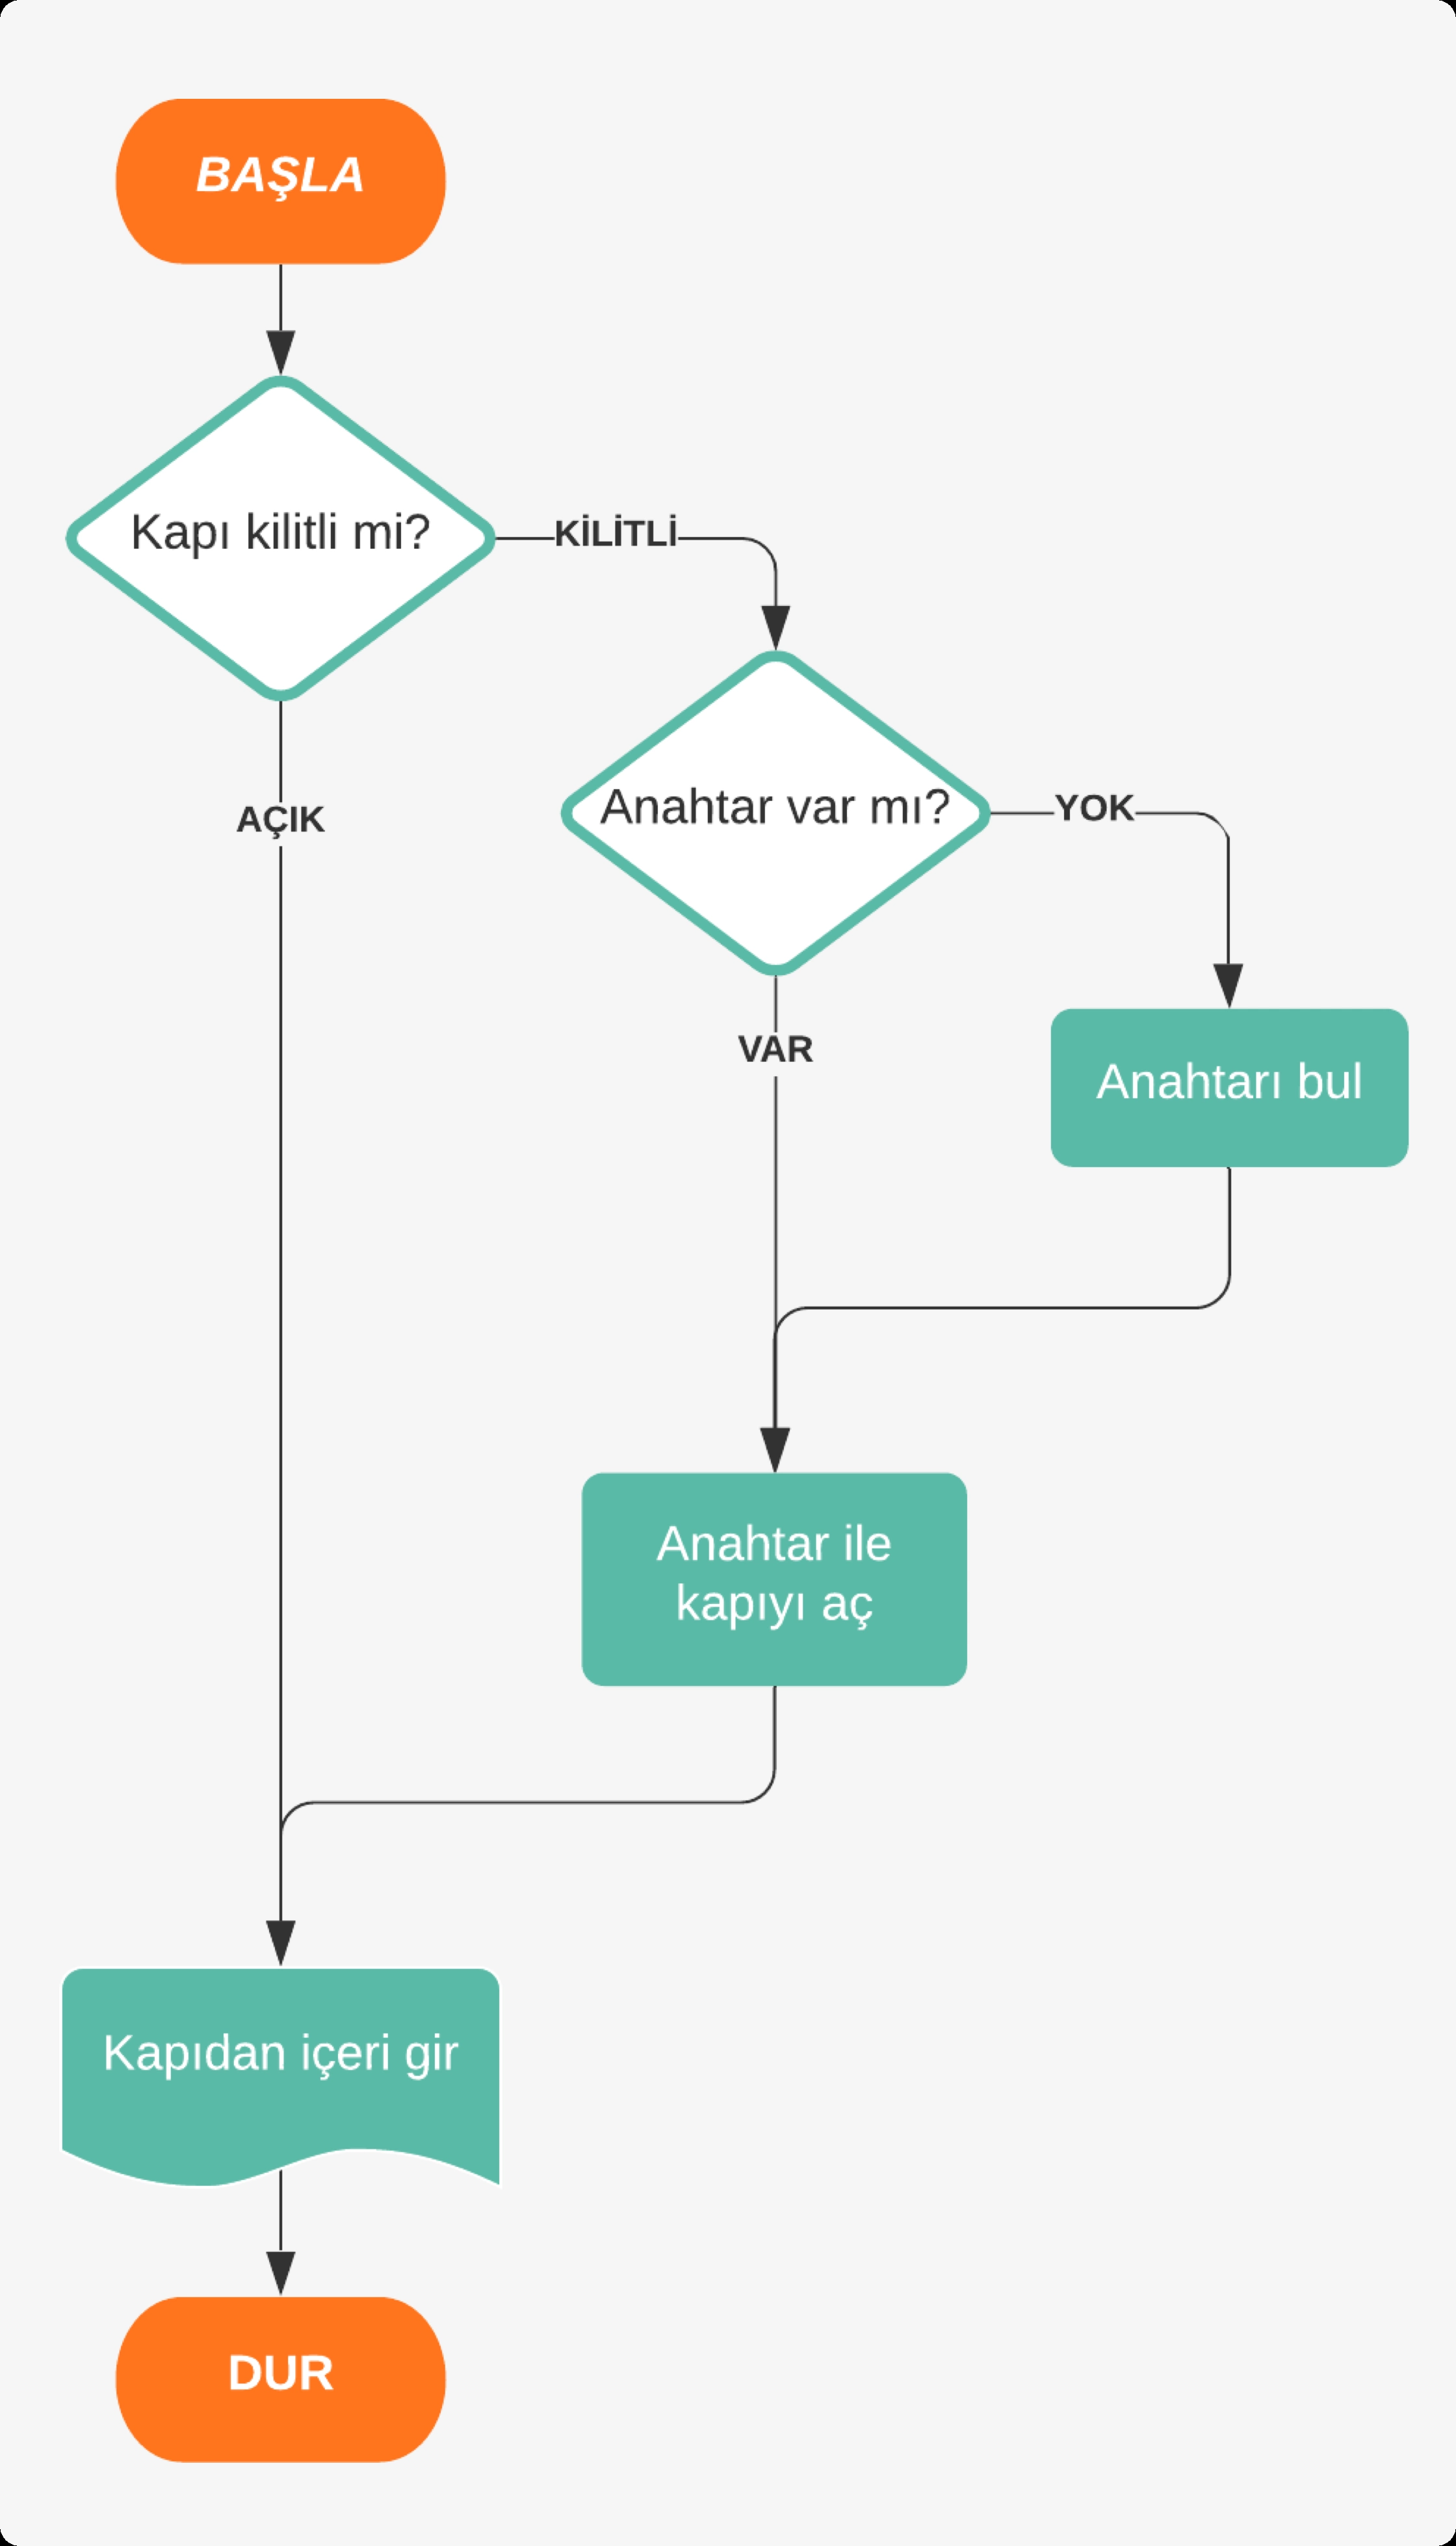 BAŞLA
Kapı kilitli mi?
KİLİTLİ
Anahtar var mı?
YOK
AÇIK
VAR
Anahtarı bul
Anahtar ile
kapıyı aç
Kapıdan içeri gir
DUR